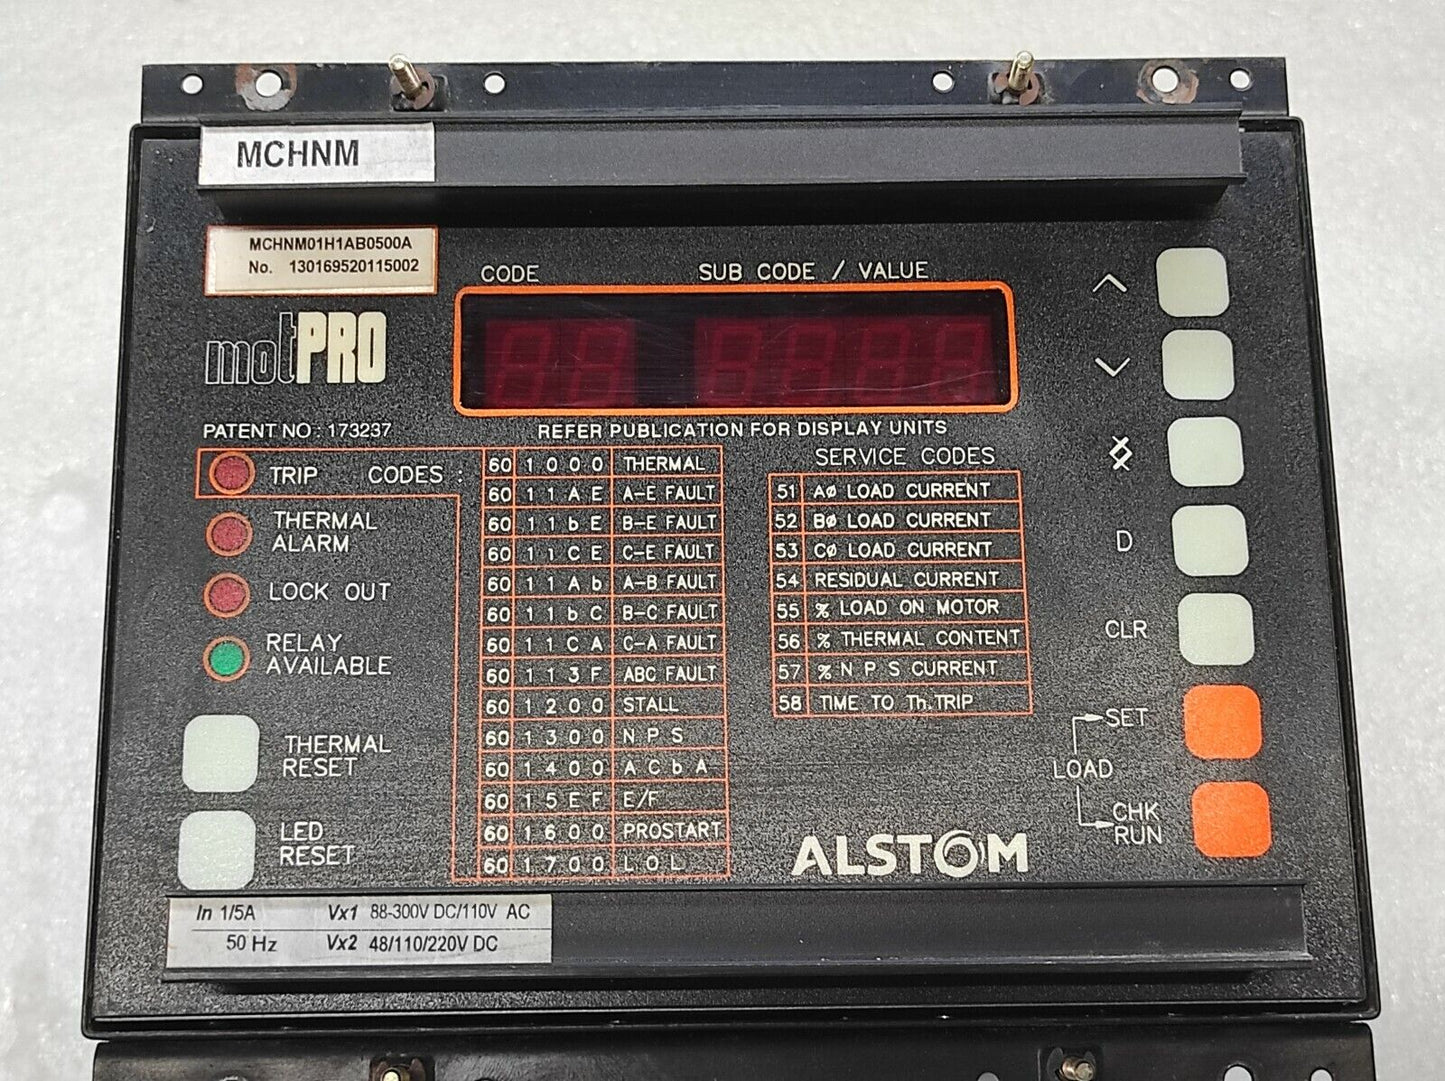 MCHNM
MCHNM01H1AB0500A
No. 130169520115002
motPRO
PATENT NO : 173237
CODE SUB CODE / VALUE
REFER PUBLICATION FOR DISPLAY UNITS
TRIP CODES :
THERMAL
ALARM
LOCK OUT
RELAY
AVAILABLE
THERMAL
RESET
LED
RESET
60 1 0 0 0 THERMAL
60 1 1 A E A-E FAULT
60 1 1 b E B-E FAULT
60 1 1 C E C-E FAULT
60 1 1 A b A-B FAULT
60 1 1 b C B-C FAULT
60 1 1 C A C-A FAULT
60 1 1 3 F ABC FAULT
60 1 2 0 0 STALL
60 1 3 0 0 N P S
60 1 4 0 0 A C b A
60 1 5 E F E/F
60 1 6 0 0 PROSTART
60 1 7 0 0 L O L
SERVICE CODES
51 AØ LOAD CURRENT
52 BØ LOAD CURRENT
53 CØ LOAD CURRENT
54 RESIDUAL CURRENT
55 % LOAD ON MOTOR
56 % THERMAL CONTENT
57 % N P S CURRENT
58 TIME TO Th.TRIP
D
CLR
SET
LOAD
CHK
RUN
ALSTOM
In 1/5A Vx1 88-300V DC/110V AC
50 Hz Vx2 48/110/220V DC